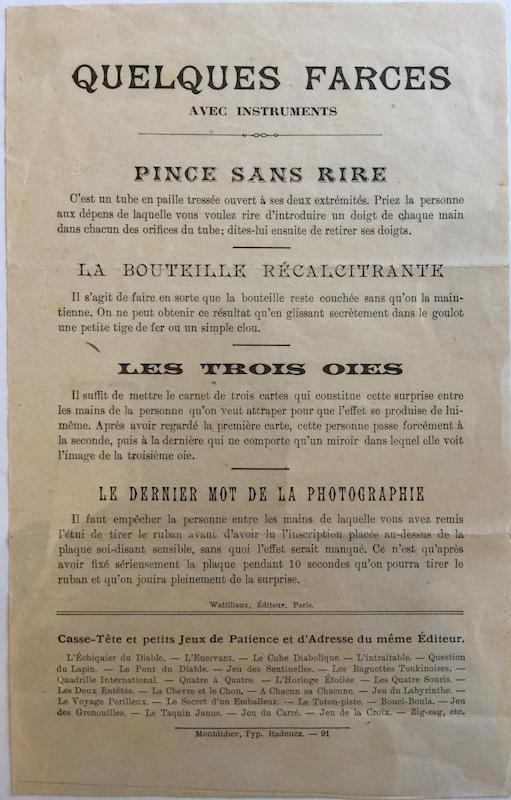 QUELQUES FARCES
AVEC INSTRUMENTS
PINCE SANS RIRE
C'est un tube en paille tressée ouvert à ses deux extrémités. Priez la personne
aux dépens de laquelle vous voulez rire d'introduire un doigt de chaque main
dans chacun des orifices du tube; dites-lui ensuite de retirer ses doigts.
LA BOUTEILLE RÉCALCITRANTE
Il s'agit de faire en sorte que la bouteille reste couchée sans qu'on la main-
tienne. On ne peut obtenir ce résultat qu'en glissant secrètement dans le goulot
une petite tige de fer ou un simple clou.
LES TROIS OIES
Il suffit de mettre le carnet de trois cartes qui constitue cette surprise entre
les mains de la personne qu'on veut attraper pour que l'effet se produise de lui-
même. Après avoir regardé la première carte, cette personne passe forcément à
la seconde, puis à la dernière qui ne comporte qu'un miroir dans lequel elle voit
l'image de la troisième oie.
LE DERNIER MOT DE LA PHOTOGRAPHIE
Il faut empêcher la personne entre les mains de laquelle vous avez remis
l'étui de tirer le ruban avant d'avoir lu l'inscription placée au-dessus de la
plaque soi-disant sensible, sans quoi l'effet serait manqué. Ce n'est qu'après
avoir fixé sérieusement la plaque pendant 10 secondes qu'on pourra tirer le
ruban et qu'on jouira pleinement de la surprise.
Watilliaux, Éditeur, Paris.
Casse-Tête et petits Jeux de Patience et d'Adresse du même Éditeur.
L'Échiquier du Diable. — L'Enervant. — Le Cube Diabolique. — L'intraitable. — Question
du Lapin. — Le Pont du Diable. — Jeu des Sentinelles. — Les Baguettes Tonkinoises. —
Quadrille International. — Quatre à Quatre. — L'Horloge Étoilée — Les Quatre Souris. —
Les Deux Entêtés. — La Chèvre et le Chou. — A Chacun sa Chacune. — Jeu du Labyrinthe. —
Le Voyage Périlleux. — Le Secret d'un Emballeur. — Le Toton-piste. — Bouci-Boula. — Jeu
des Grenouilles. — Le Taquin Janus. — Jeu du Carré. — Jeu de la Croix. — Zig-zag, etc.
Montdidier, Typ. Radenez. — 91